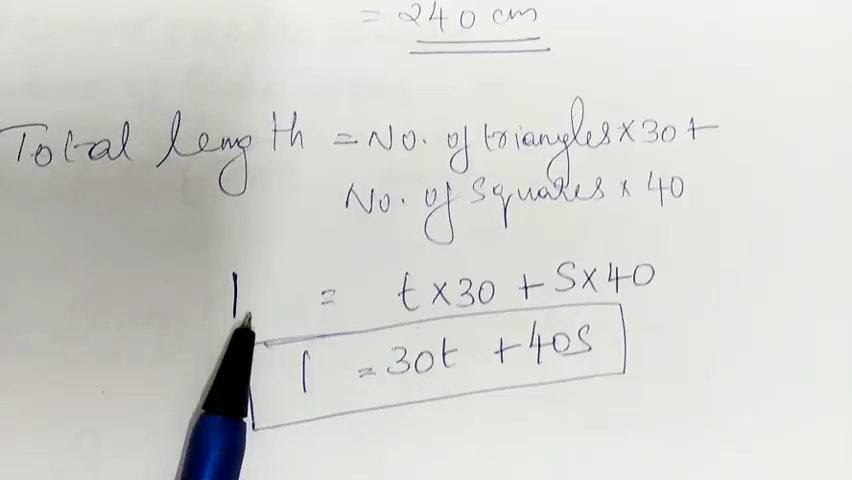 = 240 cm
Total length = No. of triangles × 30 +
No. of Squares × 40
l = t × 30 + S × 40
l = 30t + 40S